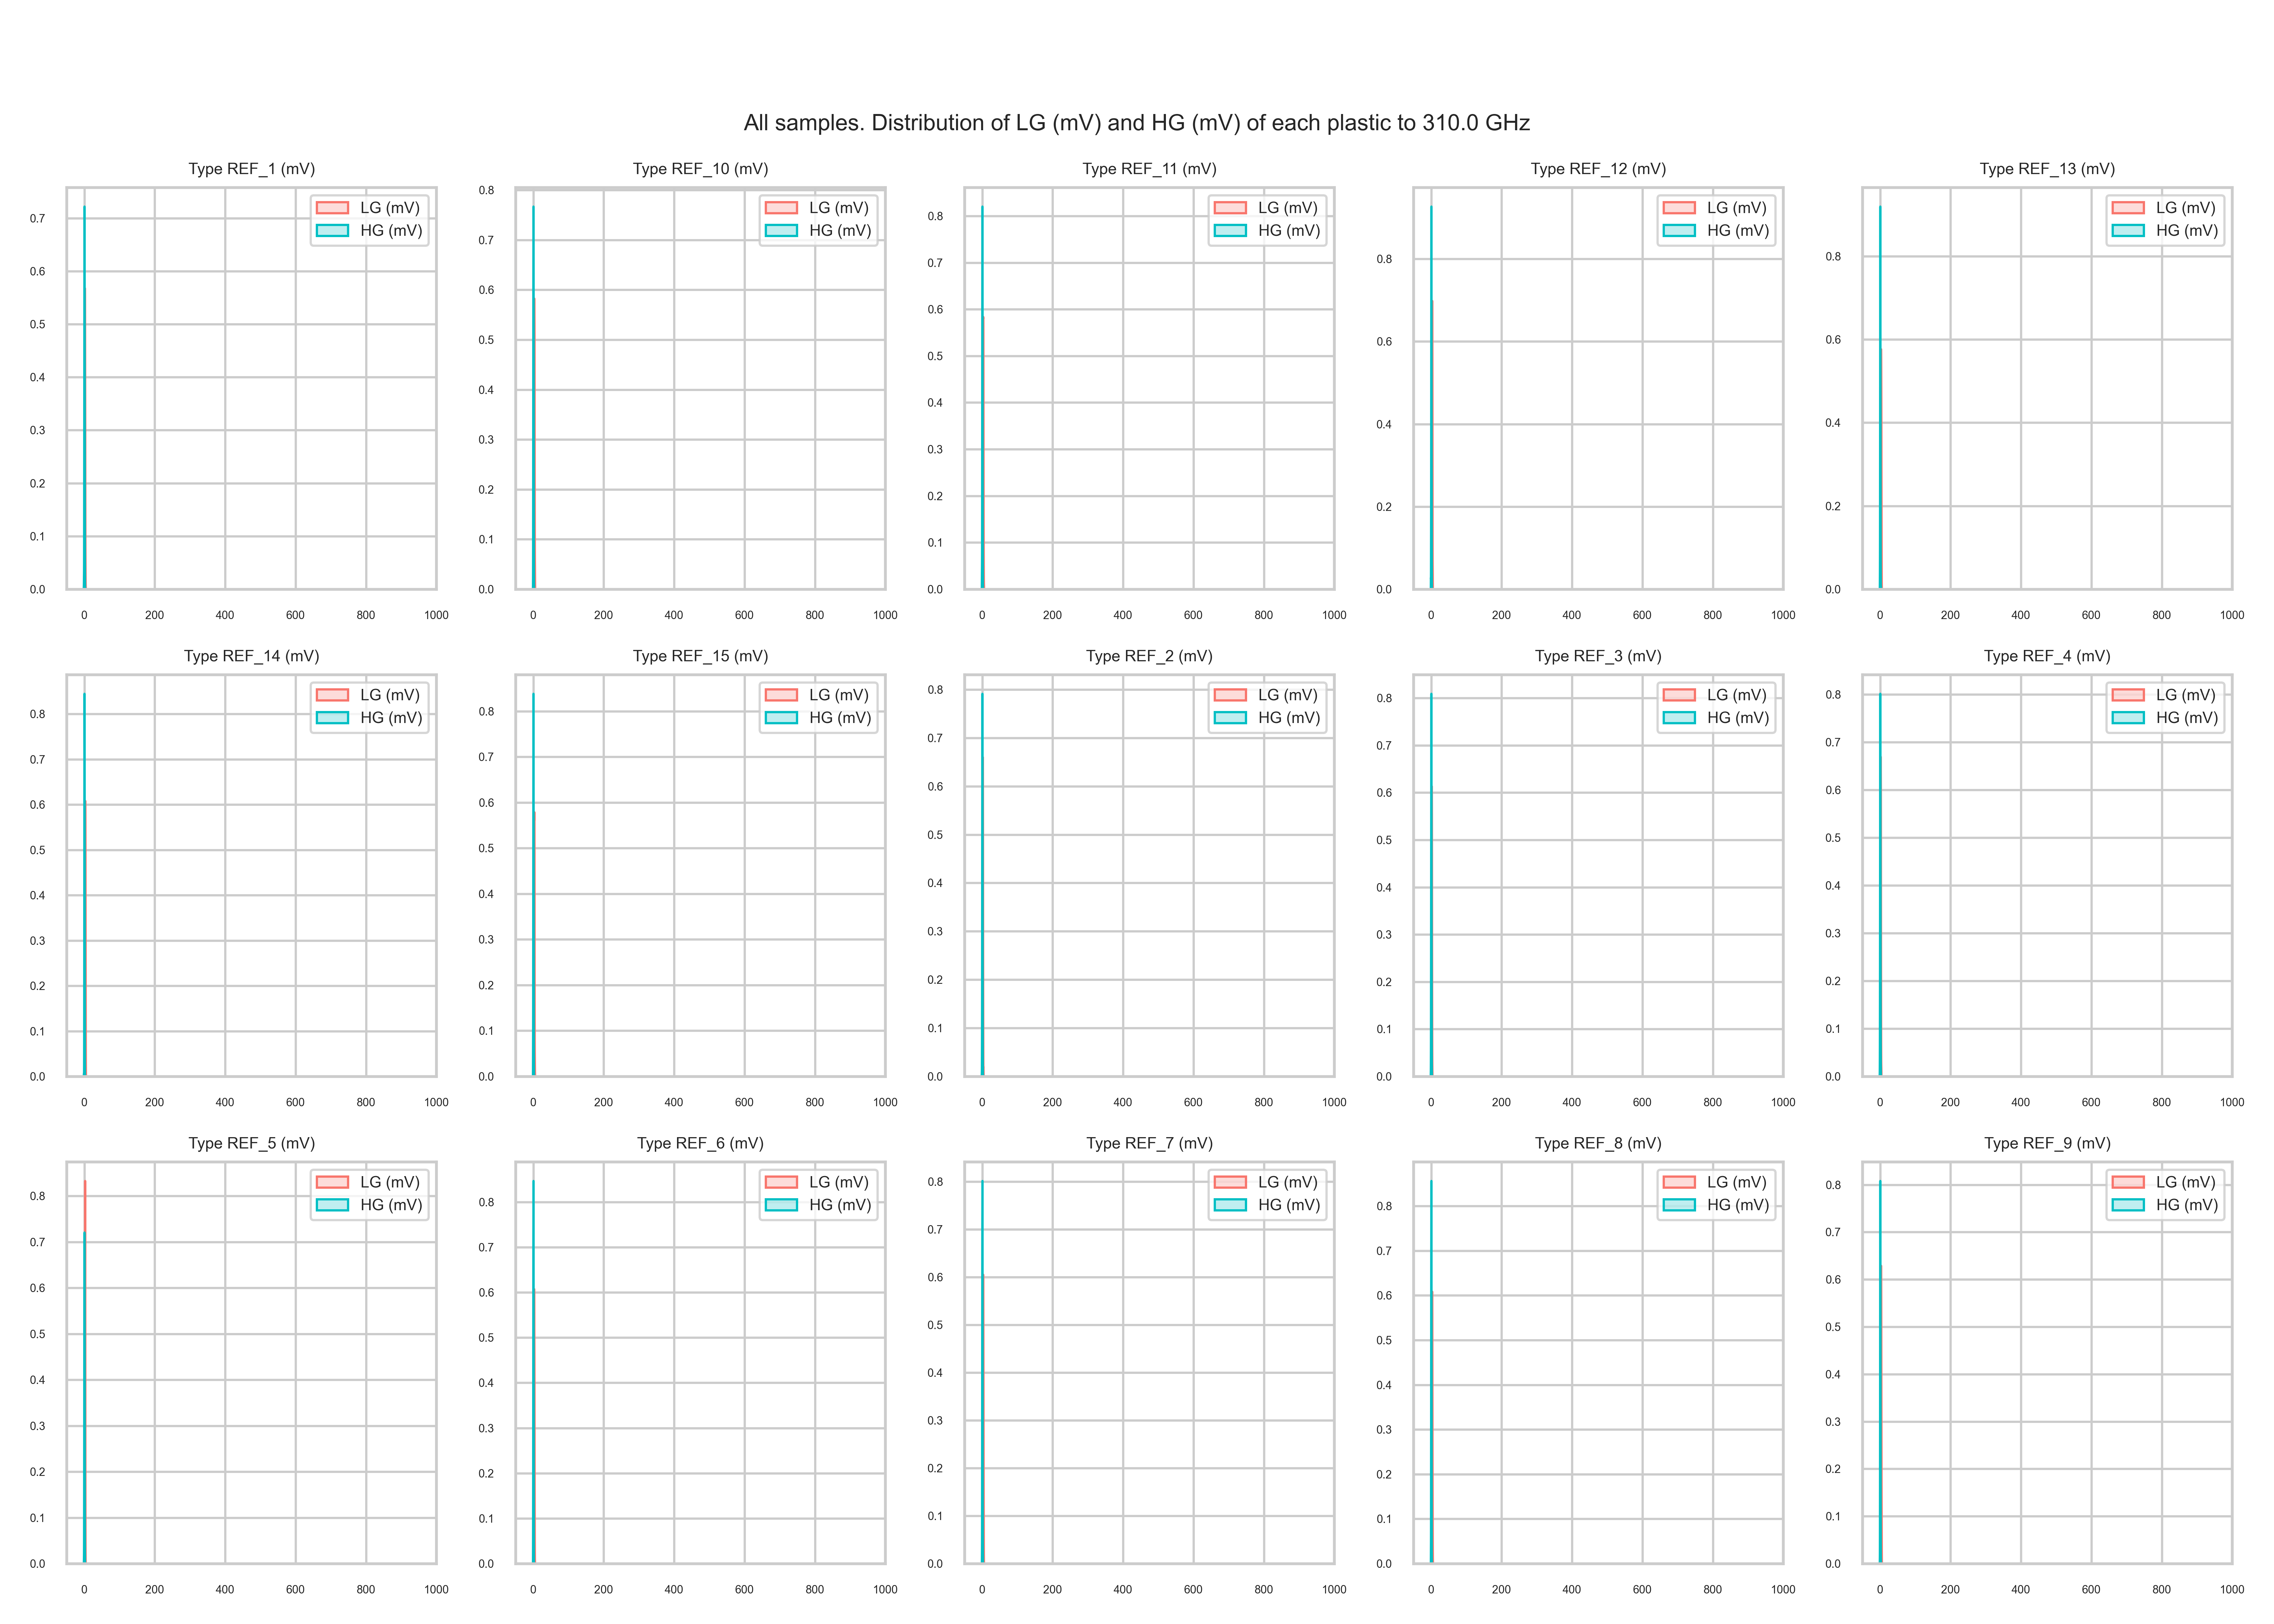 All samples. Distribution of LG (mV) and HG (mV) of each plastic to 310.0 GHz
Type REF_1 (mV)
LG (mV)
HG (mV)
0.7
0.6
0.5
0.4
0.3
0.2
0.1
0.0
0 200 400 600 800 1000
Type REF_10 (mV)
LG (mV)
HG (mV)
0.8
0.7
0.6
0.5
0.4
0.3
0.2
0.1
0.0
0 200 400 600 800 1000
Type REF_11 (mV)
LG (mV)
HG (mV)
0.8
0.7
0.6
0.5
0.4
0.3
0.2
0.1
0.0
0 200 400 600 800 1000
Type REF_12 (mV)
LG (mV)
HG (mV)
0.8
0.6
0.4
0.2
0.0
0 200 400 600 800 1000
Type REF_13 (mV)
LG (mV)
HG (mV)
0.8
0.6
0.4
0.2
0.0
0 200 400 600 800 1000
Type REF_14 (mV)
LG (mV)
HG (mV)
0.8
0.7
0.6
0.5
0.4
0.3
0.2
0.1
0.0
0 200 400 600 800 1000
Type REF_15 (mV)
LG (mV)
HG (mV)
0.8
0.7
0.6
0.5
0.4
0.3
0.2
0.1
0.0
0 200 400 600 800 1000
Type REF_2 (mV)
LG (mV)
HG (mV)
0.8
0.7
0.6
0.5
0.4
0.3
0.2
0.1
0.0
0 200 400 600 800 1000
Type REF_3 (mV)
LG (mV)
HG (mV)
0.8
0.7
0.6
0.5
0.4
0.3
0.2
0.1
0.0
0 200 400 600 800 1000
Type REF_4 (mV)
LG (mV)
HG (mV)
0.8
0.7
0.6
0.5
0.4
0.3
0.2
0.1
0.0
0 200 400 600 800 1000
Type REF_5 (mV)
LG (mV)
HG (mV)
0.8
0.7
0.6
0.5
0.4
0.3
0.2
0.1
0.0
0 200 400 600 800 1000
Type REF_6 (mV)
LG (mV)
HG (mV)
0.8
0.7
0.6
0.5
0.4
0.3
0.2
0.1
0.0
0 200 400 600 800 1000
Type REF_7 (mV)
LG (mV)
HG (mV)
0.8
0.7
0.6
0.5
0.4
0.3
0.2
0.1
0.0
0 200 400 600 800 1000
Type REF_8 (mV)
LG (mV)
HG (mV)
0.8
0.7
0.6
0.5
0.4
0.3
0.2
0.1
0.0
0 200 400 600 800 1000
Type REF_9 (mV)
LG (mV)
HG (mV)
0.8
0.7
0.6
0.5
0.4
0.3
0.2
0.1
0.0
0 200 400 600 800 1000